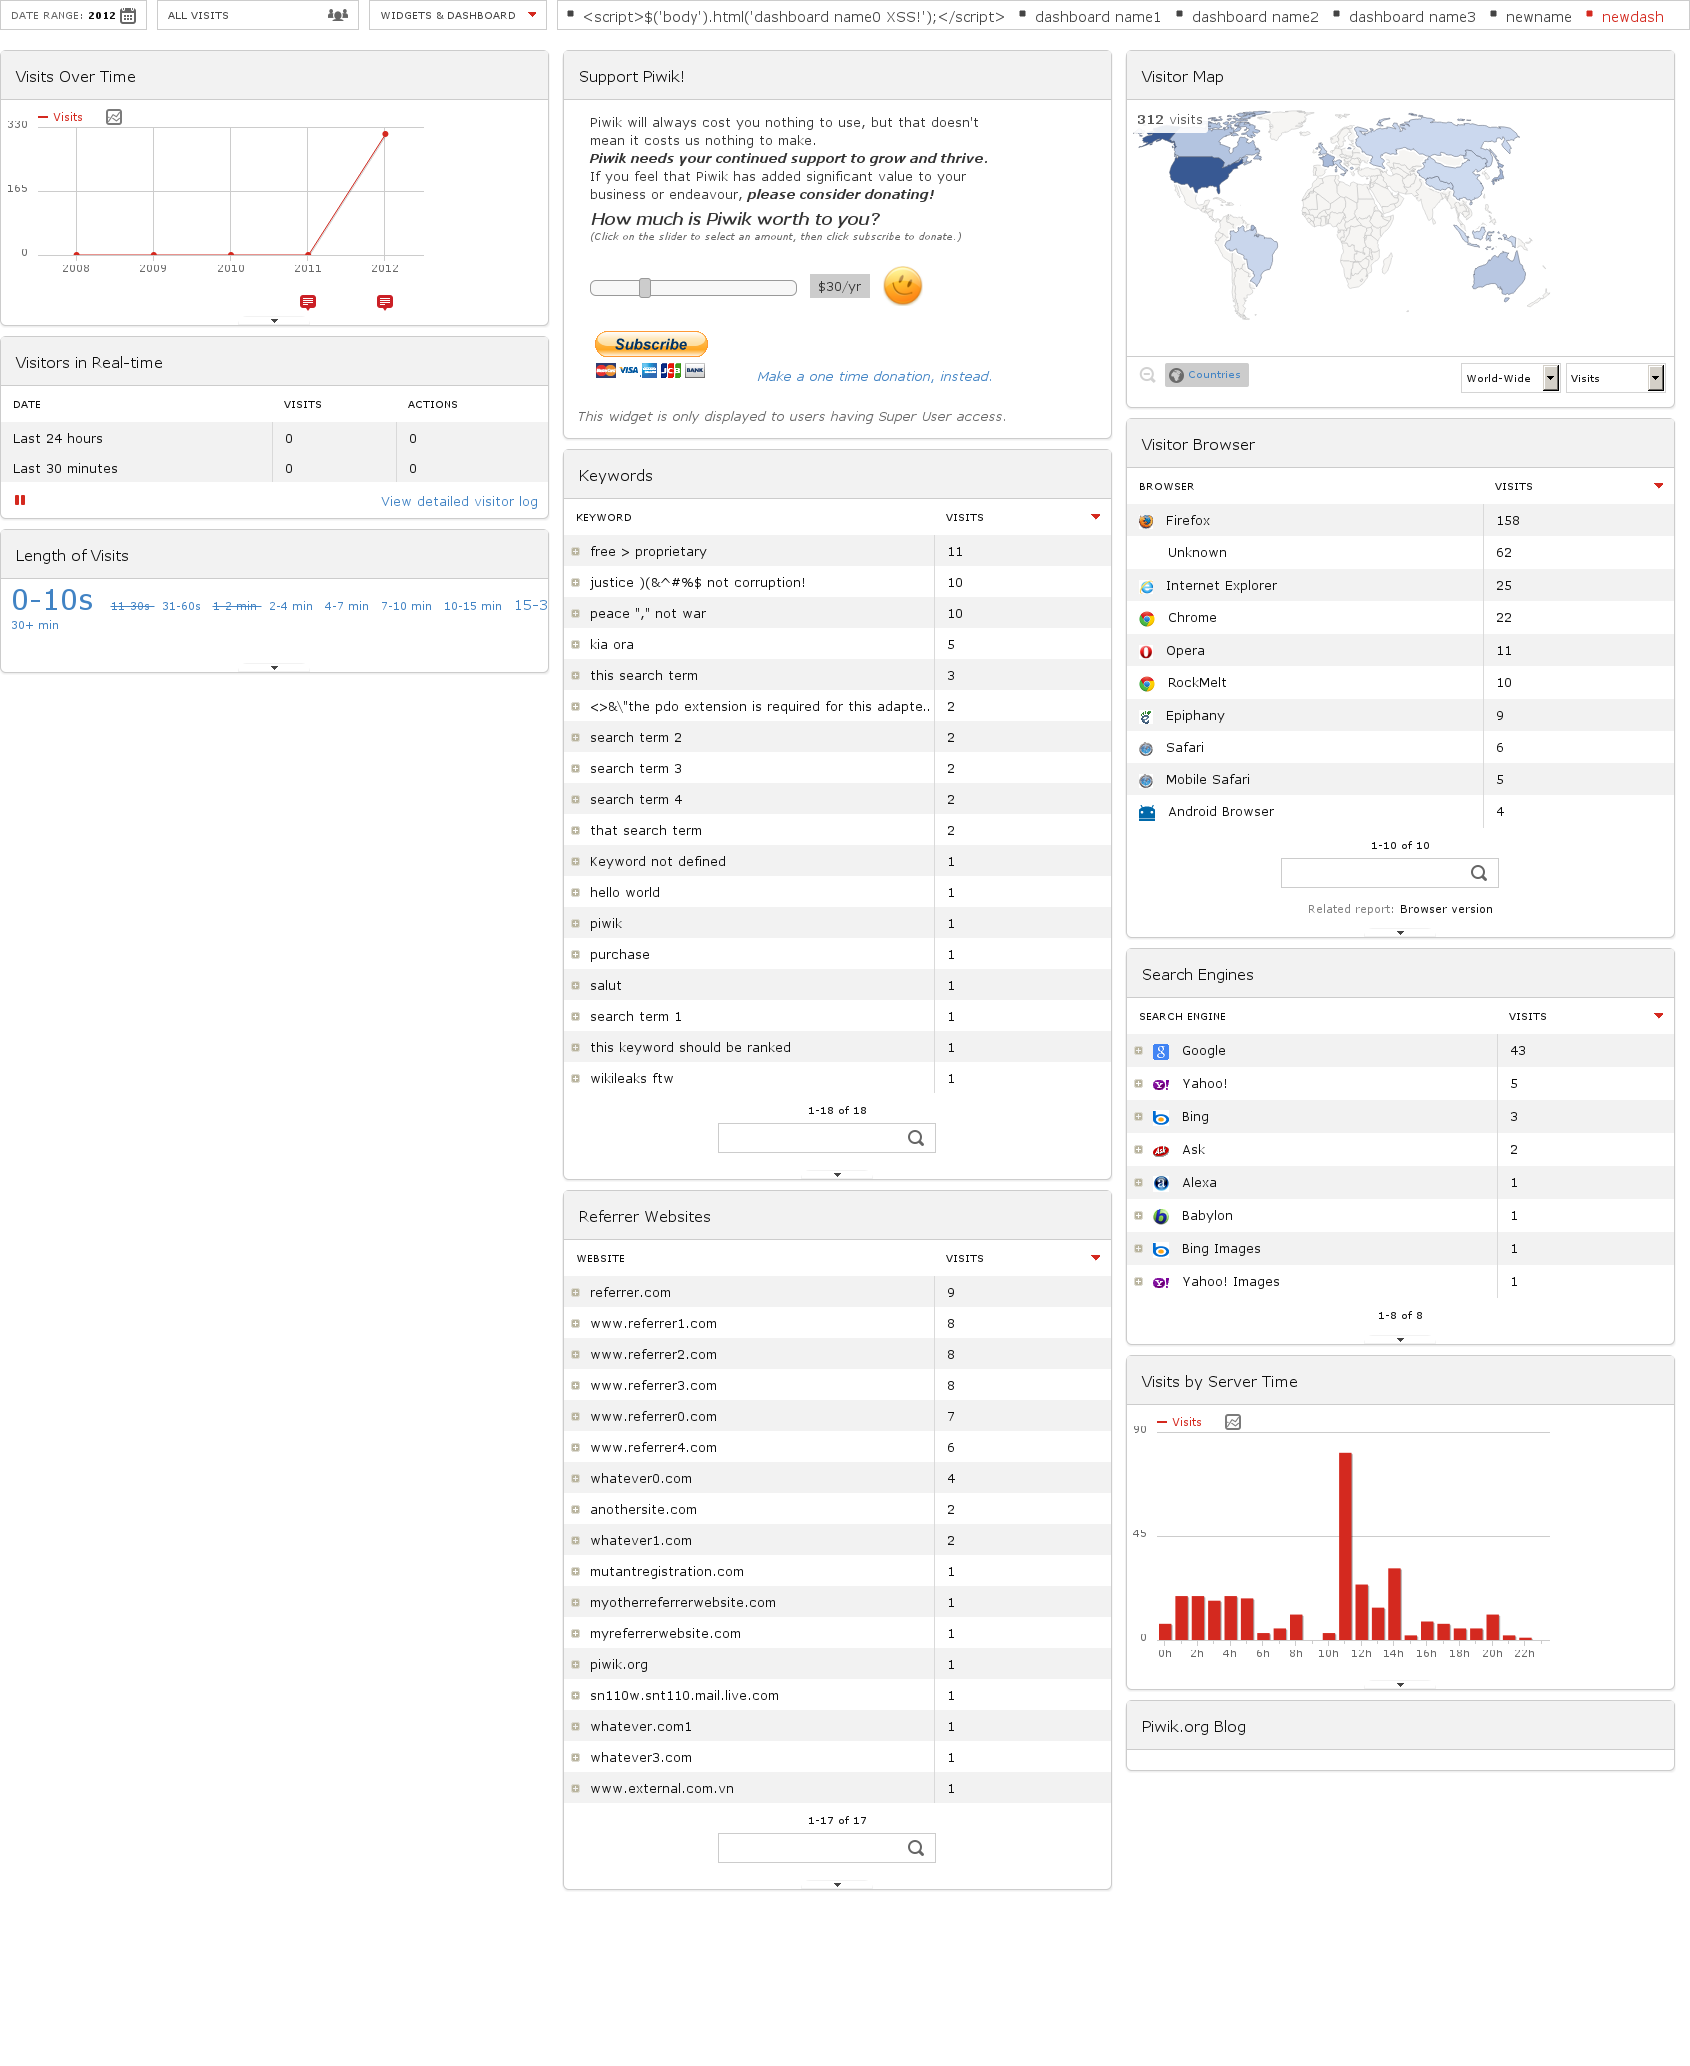 DATE RANGE: 2012
ALL VISITS
WIDGETS & DASHBOARD
<script>$('body').html('dashboard name0 XSS!');</script>
dashboard name1
dashboard name2
dashboard name3
newname
newdash
Visits Over Time
Visits
330
165
0
2008 2009 2010 2011 2012
Visitors in Real-time
DATE VISITS ACTIONS
Last 24 hours 0 0
Last 30 minutes 0 0
View detailed visitor log
Length of Visits
0-10s 11-30s 31-60s 1-2 min 2-4 min 4-7 min 7-10 min 10-15 min 15-3
30+ min
Support Piwik!
Piwik will always cost you nothing to use, but that doesn't
mean it costs us nothing to make.
Piwik needs your continued support to grow and thrive.
If you feel that Piwik has added significant value to your
business or endeavour, please consider donating!
How much is Piwik worth to you?
(Click on the slider to select an amount, then click subscribe to donate.)
$30/yr
Subscribe
VISA JCB BANK
Make a one time donation, instead.
This widget is only displayed to users having Super User access.
Keywords
KEYWORD VISITS
free > proprietary 11
justice )(&^#%$ not corruption! 10
peace "," not war 10
kia ora 5
this search term 3
<>&\"the pdo extension is required for this adapte.. 2
search term 2 2
search term 3 2
search term 4 2
that search term 2
Keyword not defined 1
hello world 1
piwik 1
purchase 1
salut 1
search term 1 1
this keyword should be ranked 1
wikileaks ftw 1
1-18 of 18
Referrer Websites
WEBSITE VISITS
referrer.com 9
www.referrer1.com 8
www.referrer2.com 8
www.referrer3.com 8
www.referrer0.com 7
www.referrer4.com 6
whatever0.com 4
anothersite.com 2
whatever1.com 2
mutantregistration.com 1
myotherreferrerwebsite.com 1
myreferrerwebsite.com 1
piwik.org 1
sn110w.snt110.mail.live.com 1
whatever.com1 1
whatever3.com 1
www.external.com.vn 1
1-17 of 17
Visitor Map
312 visits
Countries
World-Wide
Visits
Visitor Browser
BROWSER VISITS
Firefox 158
Unknown 62
Internet Explorer 25
Chrome 22
Opera 11
RockMelt 10
Epiphany 9
Safari 6
Mobile Safari 5
Android Browser 4
1-10 of 10
Related report: Browser version
Search Engines
SEARCH ENGINE VISITS
Google 43
Yahoo! 5
Bing 3
Ask 2
Alexa 1
Babylon 1
Bing Images 1
Yahoo! Images 1
1-8 of 8
Visits by Server Time
Visits
90
45
0
0h 2h 4h 6h 8h 10h 12h 14h 16h 18h 20h 22h
Piwik.org Blog